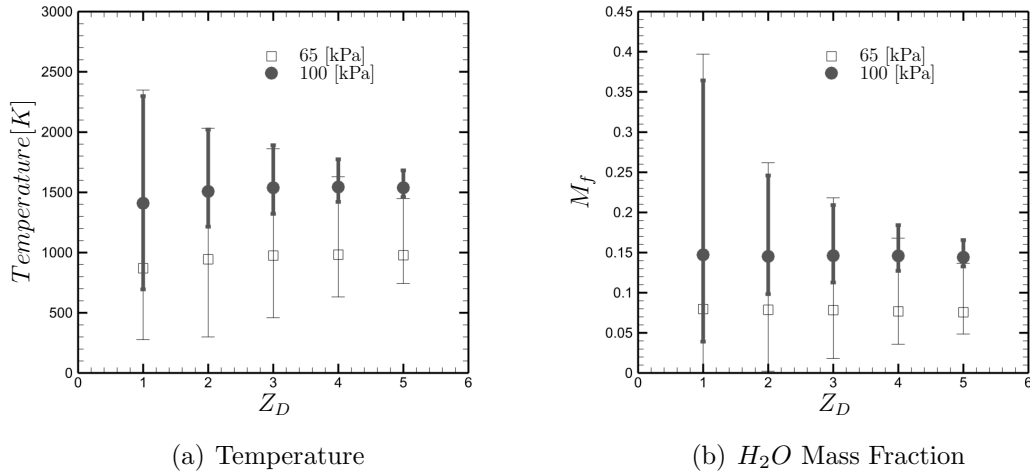 3000
2500
2000
1500
1000
500
0
Temperature[K]
65 [kPa]
100 [kPa]
0 1 2 3 4 5 6
Z_D
(a) Temperature
0.45
0.4
0.35
0.3
0.25
0.2
0.15
0.1
0.05
0
M_f
65 [kPa]
100 [kPa]
0 1 2 3 4 5 6
Z_D
(b) H_2O Mass Fraction